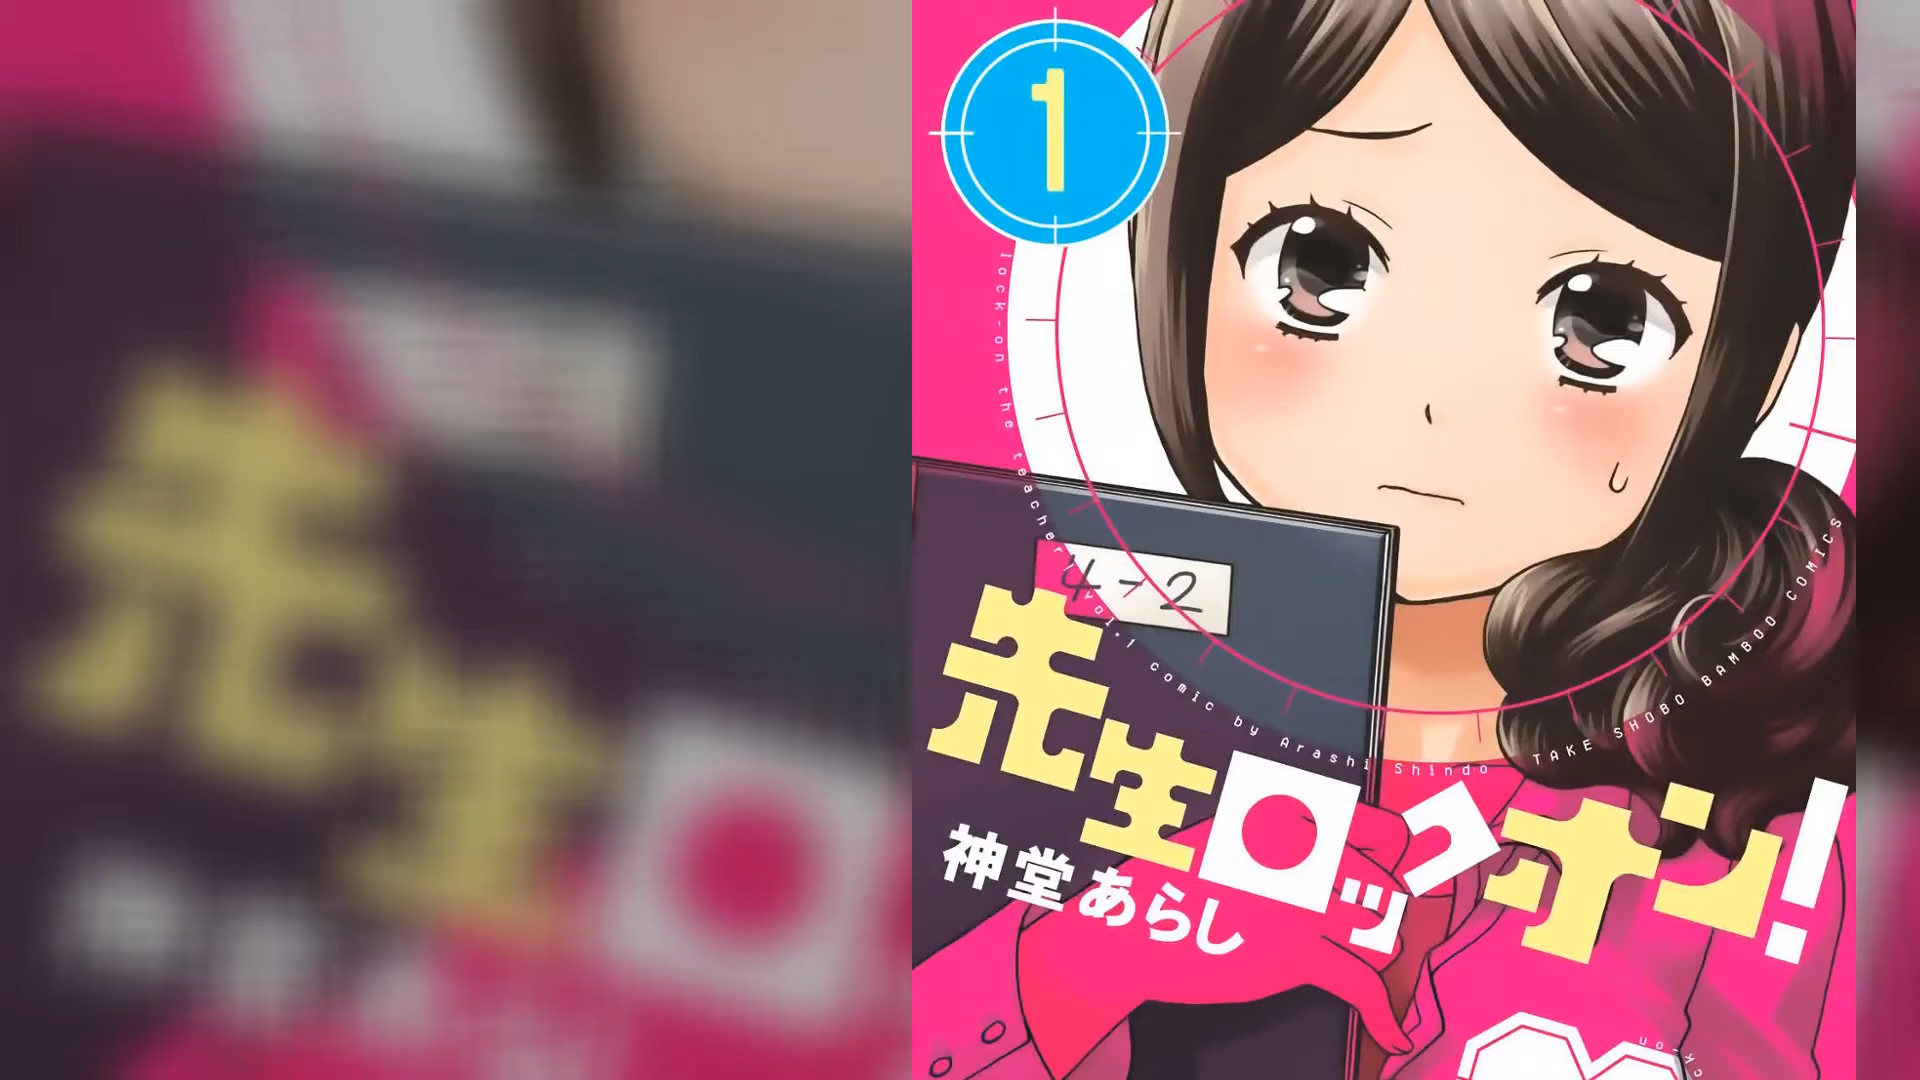 1
lock-on the teacher! vol.1 comic by Arashi Shindo
TAKE SHOBO BAMBOO COMICS
4-2
先生ロックオン!
神堂あらし